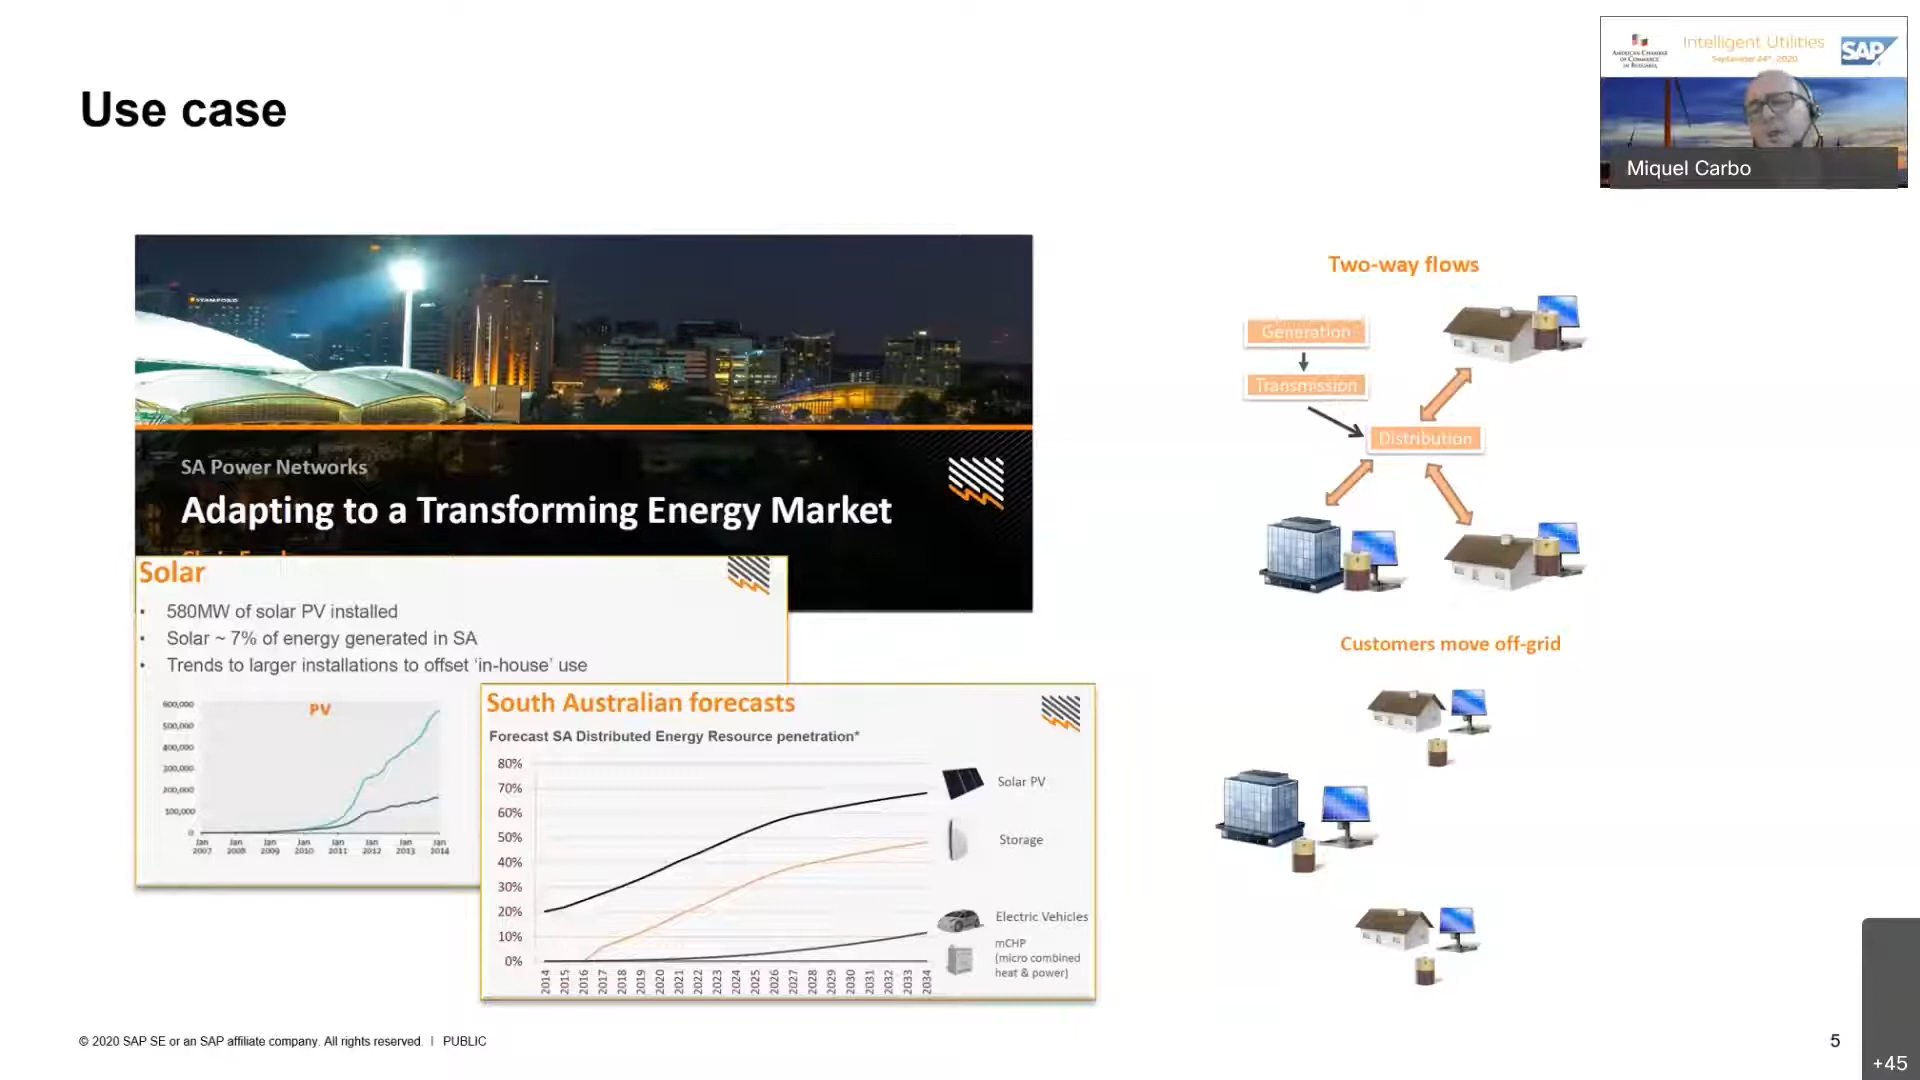 Use case
AMERICAN CHAMBER
OF COMMERCE
IN BULGARIA
Intelligent Utilities
September 24th, 2020
SAP
Miquel Carbo
STAMFORD
SA Power Networks
Adapting to a Transforming Energy Market
Solar
• 580MW of solar PV installed
• Solar ~ 7% of energy generated in SA
• Trends to larger installations to offset ‘in-house’ use
PV
600,000
500,000
400,000
300,000
200,000
100,000
0
Jan 2007
Jan 2008
Jan 2009
Jan 2010
Jan 2011
Jan 2012
Jan 2013
Jan 2014
South Australian forecasts
Forecast SA Distributed Energy Resource penetration*
80%
70%
60%
50%
40%
30%
20%
10%
0%
2014
2015
2016
2017
2018
2019
2020
2021
2022
2023
2024
2025
2026
2027
2028
2029
2030
2031
2032
2033
2034
Solar PV
Storage
Electric Vehicles
mCHP
(micro combined
heat & power)
Two-way flows
Generation
Transmission
Distribution
Customers move off-grid
© 2020 SAP SE or an SAP affiliate company. All rights reserved. | PUBLIC
5
+45